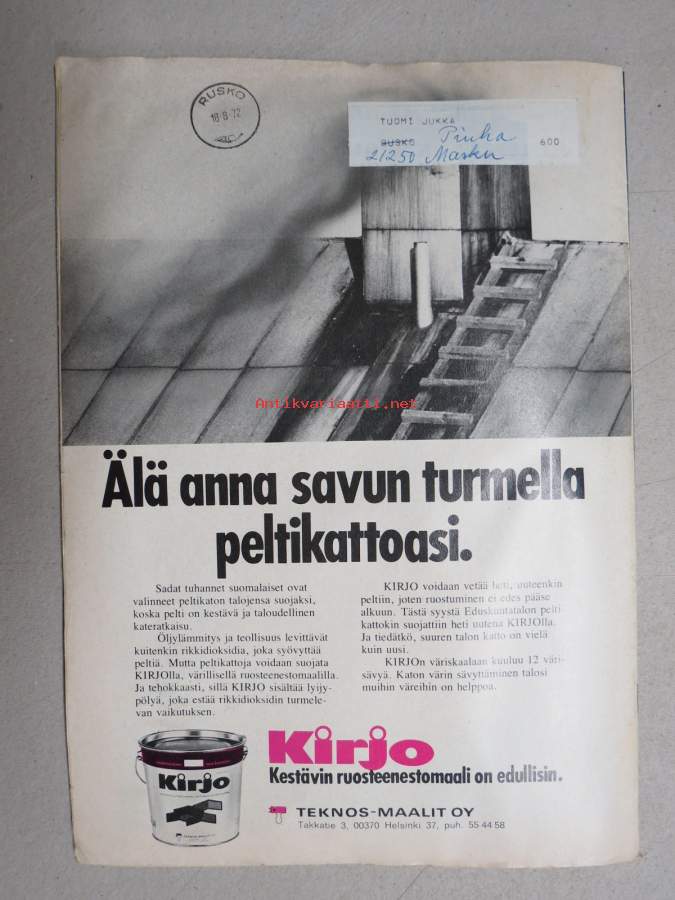 RUSKO
18-8-72
TUOMI JUKKA
RUSKO Piuha 600
21250 Masku
Antikvariaatti.net
Älä anna savun turmella
peltikattoasi.
Sadat tuhannet suomalaiset ovat
valinneet peltikaton talojensa suojaksi,
koska pelti on kestävä ja taloudellinen
kateratkaisu.
Öljylämmitys ja teollisuus levittävät
kuitenkin rikkidioksidia, joka syövyttää
peltiä. Mutta peltikattoja voidaan suojata
KIRJOlla, värillisellä ruosteenestomaalilla.
Ja tehokkaasti, sillä KIRJO sisältää lyijy-
pölyä, joka estää rikkidioksidin turmele-
van vaikutuksen.
KIRJO voidaan vetää heti, uuteenkin
peltiin, joten ruostuminen ei edes pääse
alkuun. Tästä syystä Eduskuntatalon pelti
kattokin suojattiin heti uutena KIRJOlla.
Ja tiedätkö, suuren talon katto on vielä
kuin uusi.
KIRJOn väriskaalaan kuuluu 12 väri-
sävyä. Katon värin sävyttäminen talosi
muihin väreihin on helppoa.
Kirjo
Kirjo
Kestävin ruosteenestomaali on edullisin.
TEKNOS-MAALIT OY
Takkatie 3, 00370 Helsinki 37, puh. 55 44 58